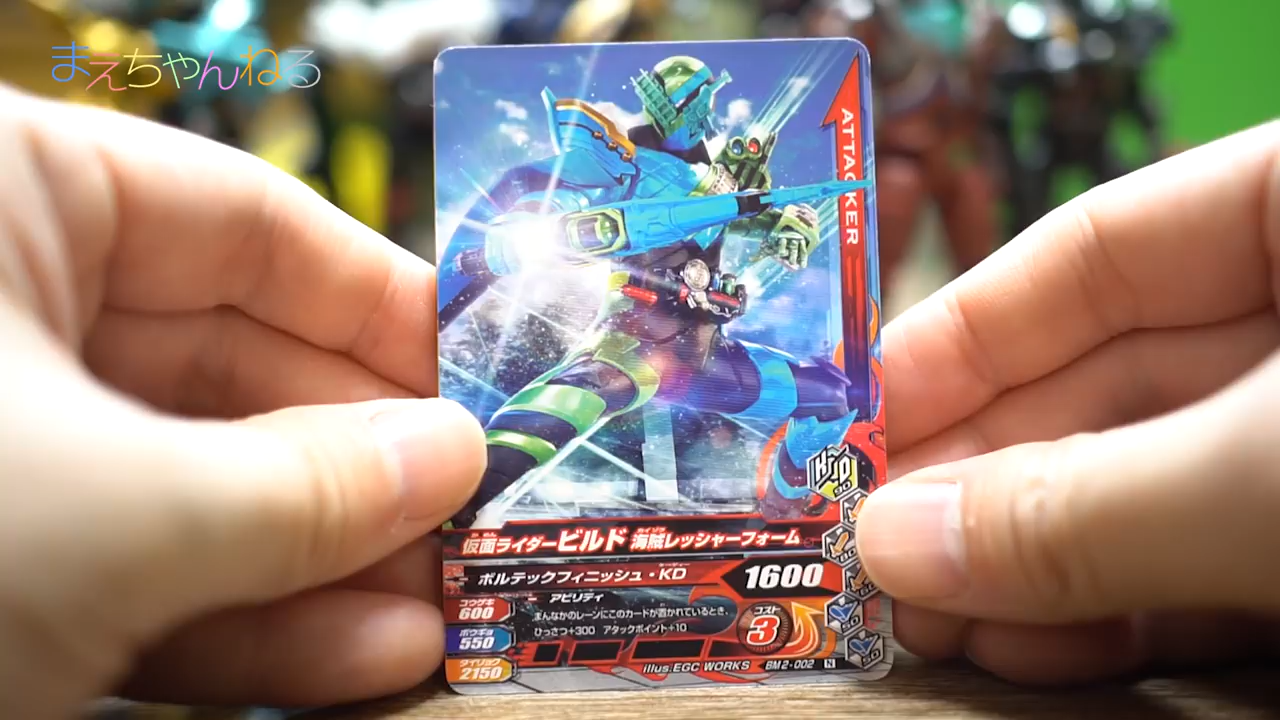 まえちゃんねる
ATTACKER
仮面ライダービルド 海賊レッシャーフォーム
ボルテックフィニッシュ・KD
1600
コウゲキ
600
ボウギョ
550
タイリョク
2150
アビリティ
まんなかのレーンにこのカードが置かれているとき、
ひっさつ+300 アタックポイント+10
コスト
3
90
60
50
50
illus.EGC WORKS
BM2-002 N